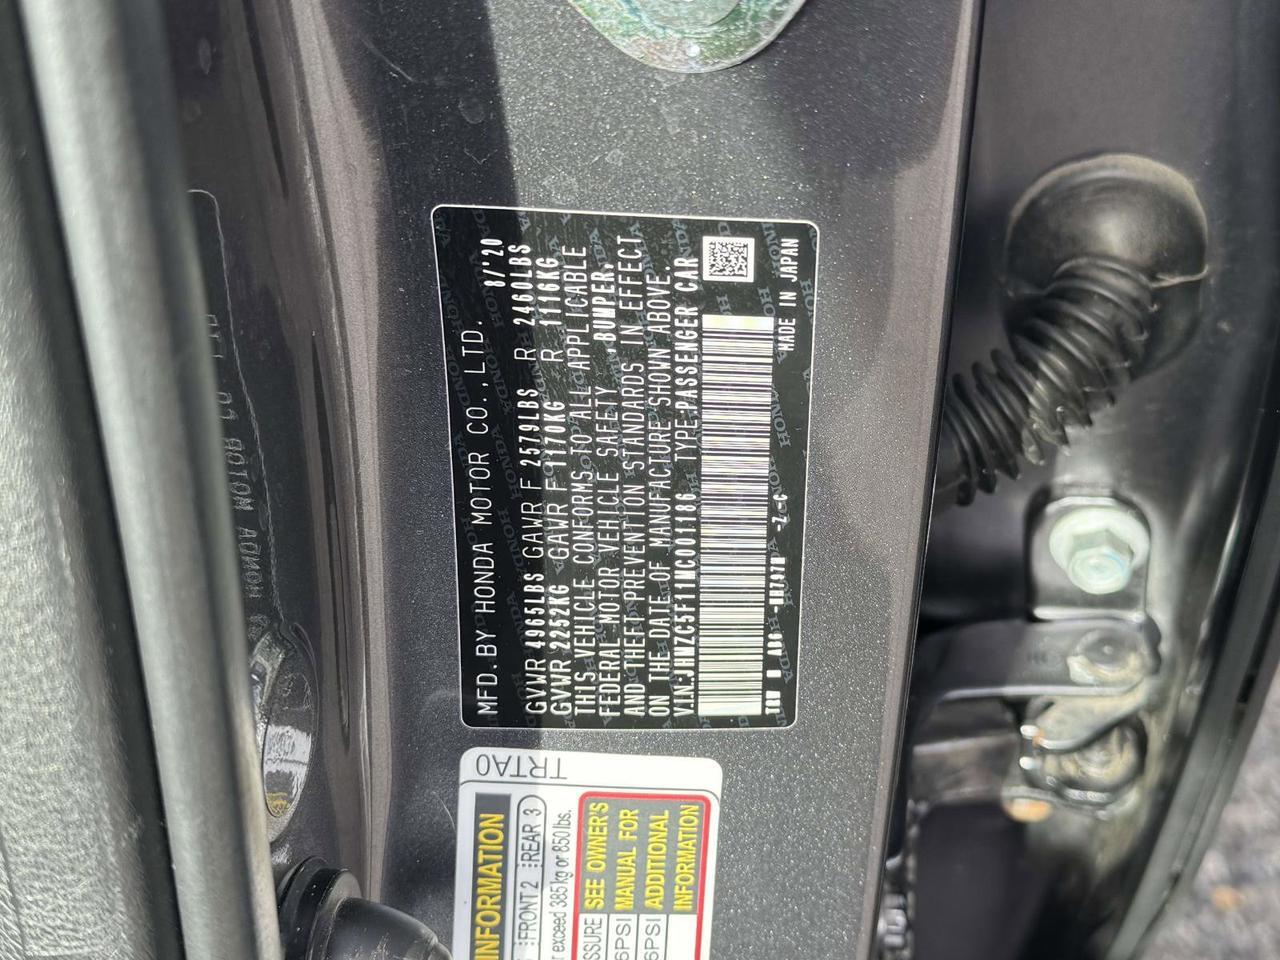 MFD.BY HONDA MOTOR CO.,LTD. 8/'20
GVWR 4965LBS GAWR F 2579LBS R 2460LBS
GVWR 2252KG GAWR F 1170KG R 1116KG
THIS VEHICLE CONFORMS TO ALL APPLICABLE
FEDERAL MOTOR VEHICLE SAFETY ,BUMPER,
AND THEFT PREVENTION STANDARDS IN EFFECT
ON THE DATE OF MANUFACTURE SHOWN ABOVE.
V.I.N:JHMZC5F11MC001186 TYPE:PASSENGER CAR
MADE IN JAPAN
TRTA0
INFORMATION
FRONT 2 REAR 3
exceed 385 kg or 850 lbs.
SEE OWNER'S
MANUAL FOR
ADDITIONAL
INFORMATION
SSURE
6PSI
6PSI